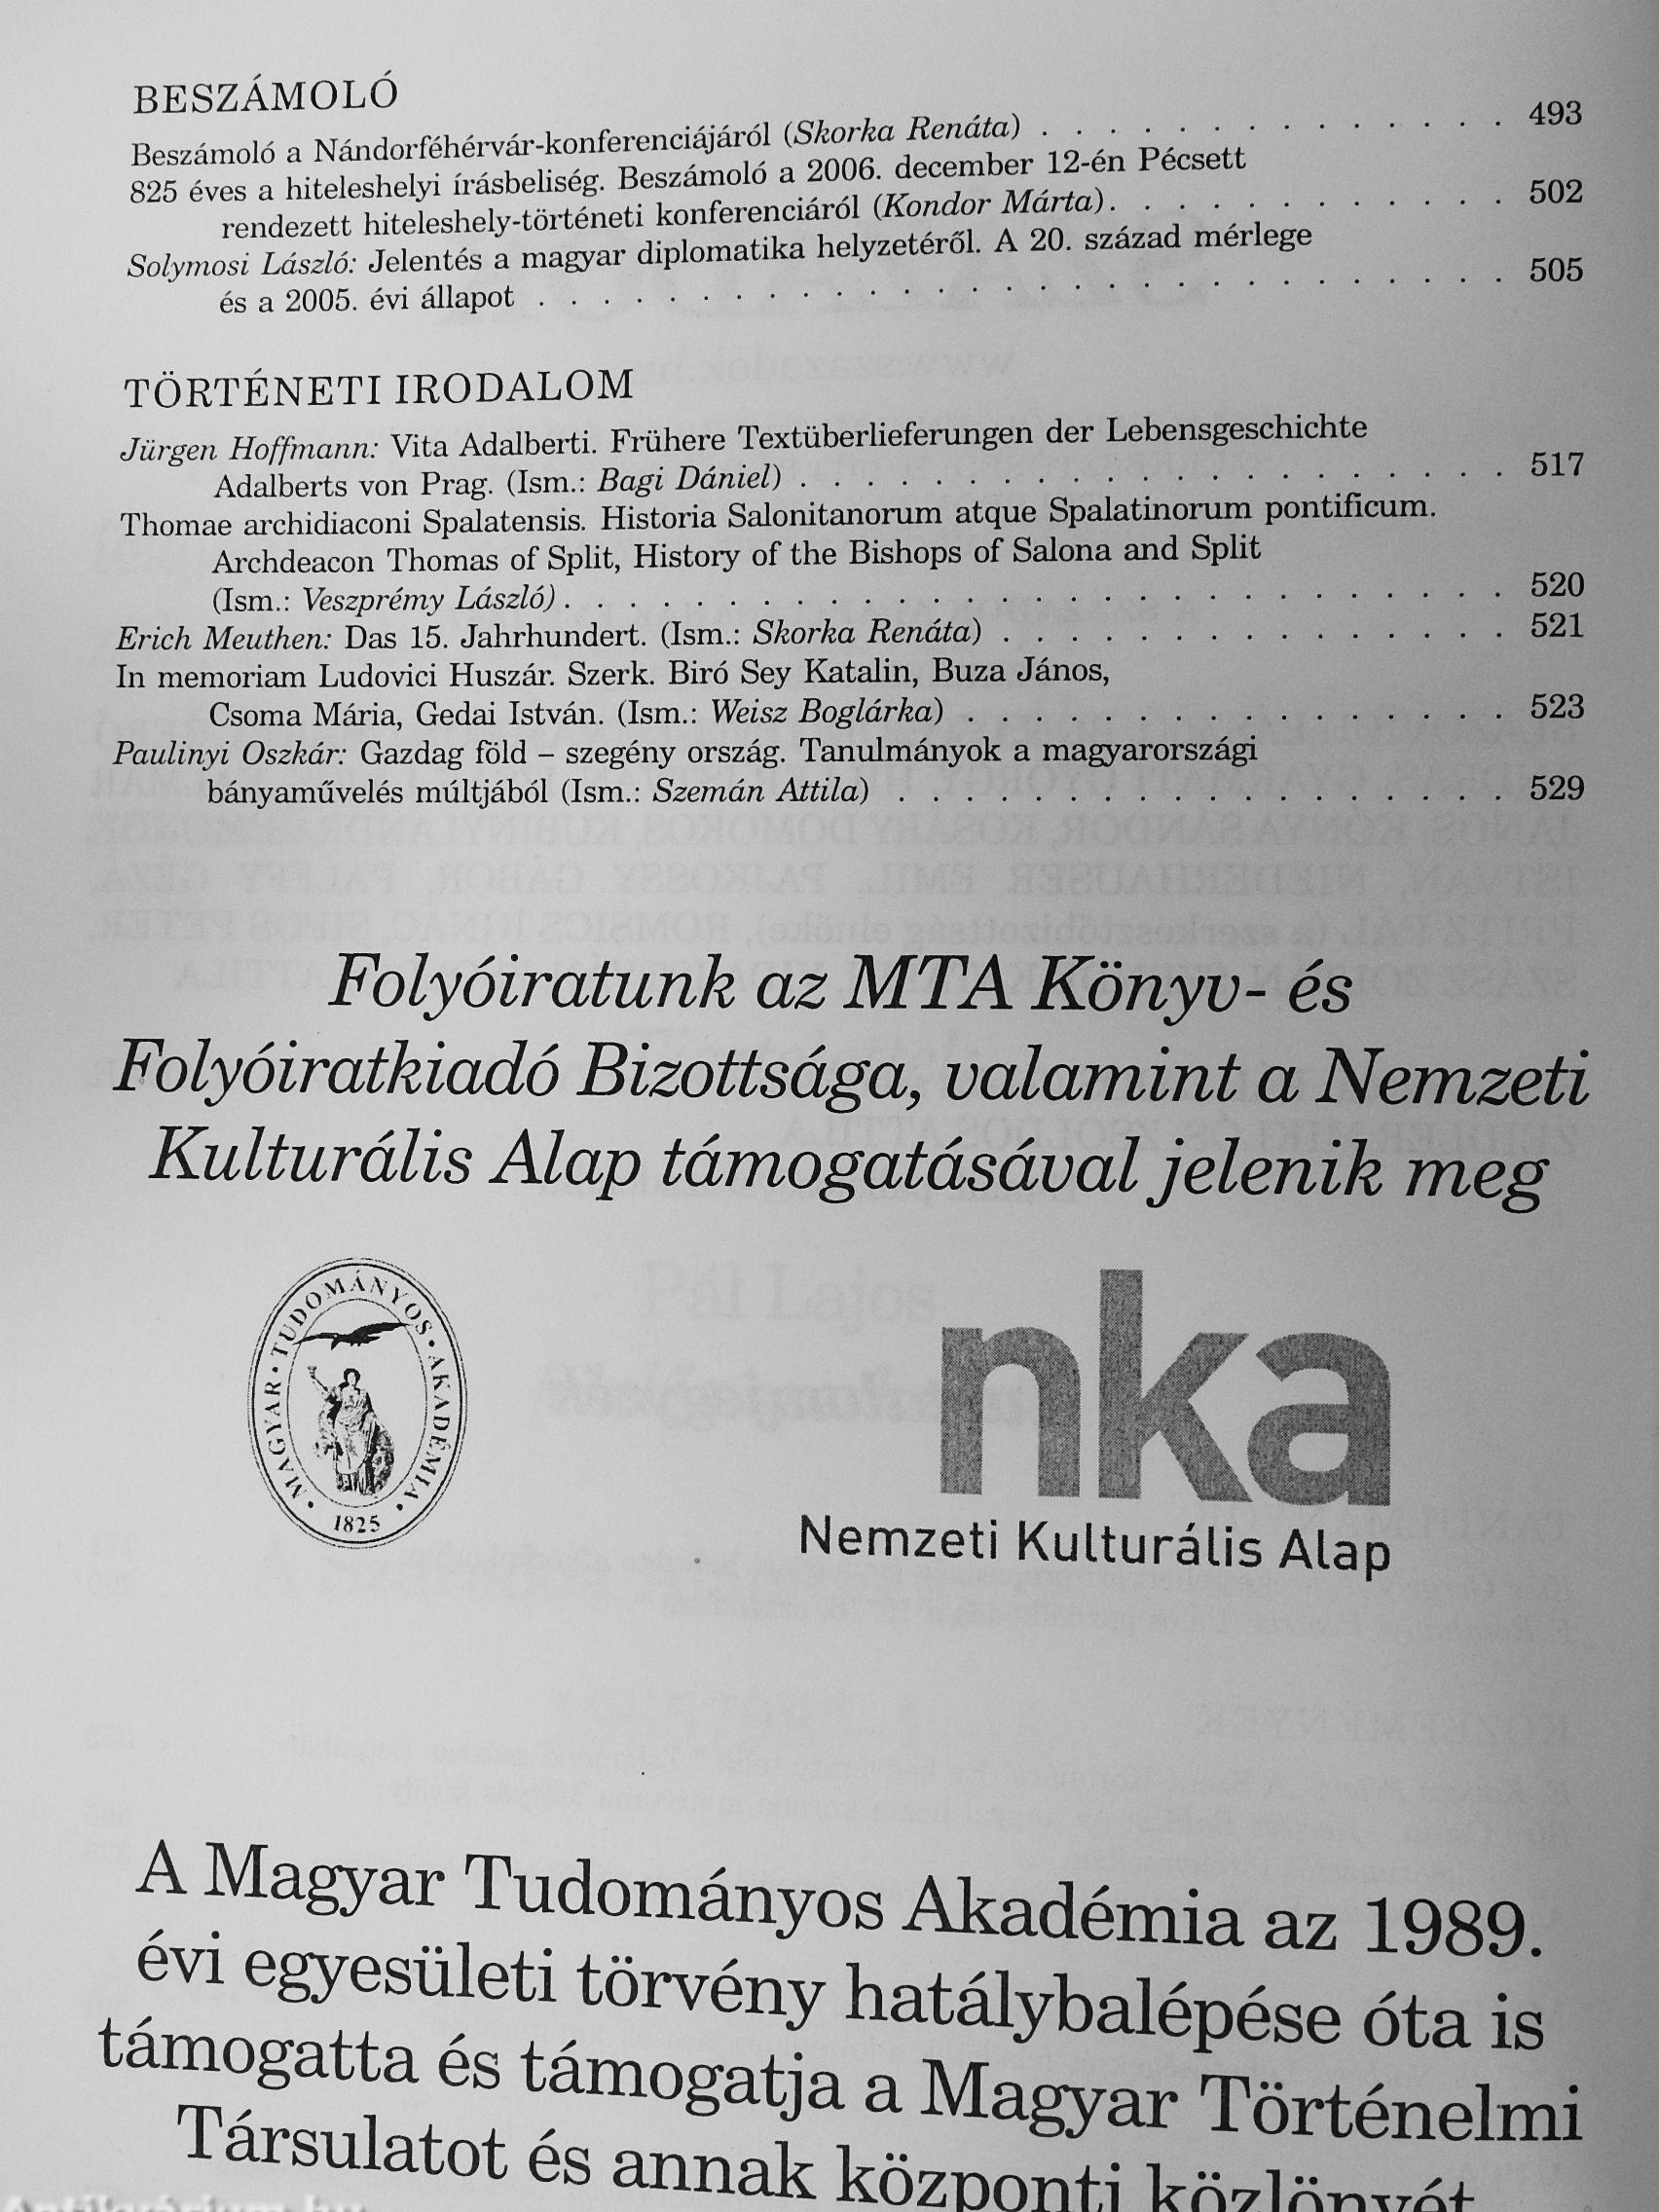 BESZÁMOLÓ
Beszámoló a Nándorféhérvár-konferenciájáról (Skorka Renáta) . . . . . . . . . . . . . . 493
825 éves a hiteleshelyi írásbeliség. Beszámoló a 2006. december 12-én Pécsett
rendezett hiteleshely-történeti konferenciáról (Kondor Márta). . . . . . . . . . . . . 502
Solymosi László: Jelentés a magyar diplomatika helyzetéről. A 20. század mérlege
és a 2005. évi állapot . . . . . . . . . . . . . . . . . . . . . . . . . . . . . . 505
TÖRTÉNETI IRODALOM
Jürgen Hoffmann: Vita Adalberti. Frühere Textüberlieferungen der Lebensgeschichte
Adalberts von Prag. (Ism.: Bagi Dániel) . . . . . . . . . . . . . . . . . . . . . . 517
Thomae archidiaconi Spalatensis. Historia Salonitanorum atque Spalatinorum pontificum.
Archdeacon Thomas of Split, History of the Bishops of Salona and Split
(Ism.: Veszprémy László) . . . . . . . . . . . . . . . . . . . . . . . . . . . . . 520
Erich Meuthen: Das 15. Jahrhundert. (Ism.: Skorka Renáta) . . . . . . . . . . . . . . . . 521
In memoriam Ludovici Huszár. Szerk. Biró Sey Katalin, Buza János,
Csoma Mária, Gedai István. (Ism.: Weisz Boglárka) . . . . . . . . . . . . . . . . . 523
Paulinyi Oszkár: Gazdag föld – szegény ország. Tanulmányok a magyarországi
bányaművelés múltjából (Ism.: Szemán Attila) . . . . . . . . . . . . . . . . . . . 529
Folyóiratunk az MTA Könyv- és
Folyóiratkiadó Bizottsága, valamint a Nemzeti
Kulturális Alap támogatásával jelenik meg
MAGYAR · TUDOMÁNYOS · AKADÉMIA
1825
nka
Nemzeti Kulturális Alap
A Magyar Tudományos Akadémia az 1989.
évi egyesületi törvény hatálybalépése óta is
támogatta és támogatja a Magyar Történelmi
Társulatot és annak központi közlönyét